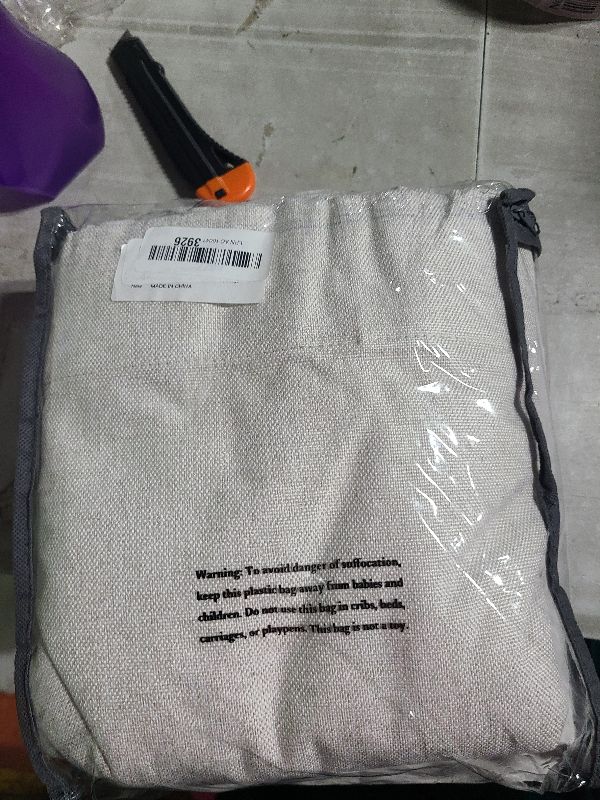 3926
MADE IN CHINA
Warning: To avoid danger of suffocation,
keep this plastic bag away from babies and
children. Do not use this bag in cribs, beds,
carriages, or playpens. This bag is not a toy.